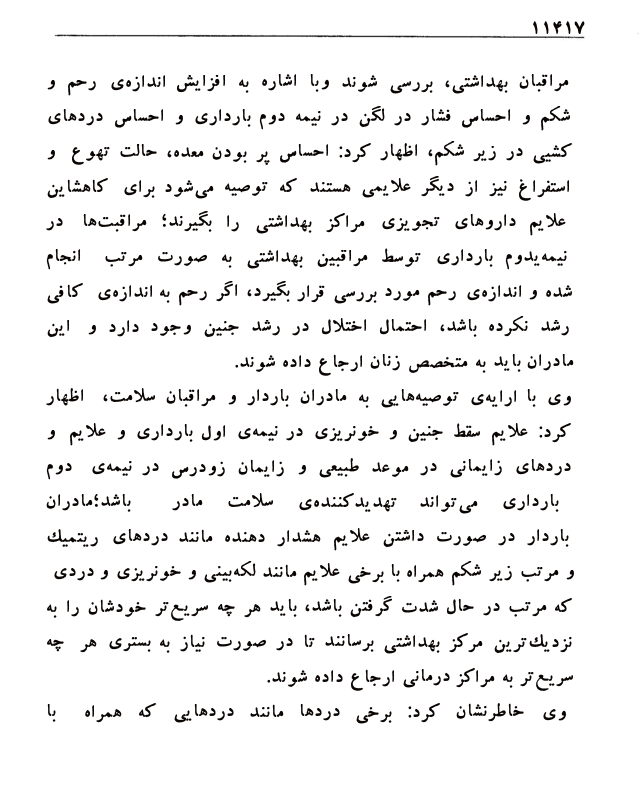 ۱۱۴۱۷
مراقبان بهداشتی، بررسی شوند وبا اشاره به افزایش اندازه‌ی رحم و
شکم و احساس فشار در لگن در نیمه دوم بارداری و احساس دردهای
کشیی در زیر شکم، اظهار کرد: احساس پر بودن معده، حالت تهوع و
استفراغ نیز از دیگر علایمی هستند که توصیه می‌شود برای کاهشاین
علایم داروهای تجویزی مراکز بهداشتی را بگیرند؛ مراقبت‌ها در
نیمه‌یدوم بارداری توسط مراقبین بهداشتی به صورت مرتب انجام
شده و اندازه‌ی رحم مورد بررسی قرار بگیرد، اگر رحم به اندازه‌ی کافی
رشد نکرده باشد، احتمال اختلال در رشد جنین وجود دارد و این
مادران باید به متخصص زنان ارجاع داده شوند.
وی با ارایه‌ی توصیه‌هایی به مادران باردار و مراقبان سلامت، اظهار
کرد: علایم سقط جنین و خونریزی در نیمه‌ی اول بارداری و علایم و
دردهای زایمانی در موعد طبیعی و زایمان زودرس در نیمه‌ی دوم
بارداری می‌تواند تهدیدکننده‌ی سلامت مادر باشد؛مادران
باردار در صورت داشتن علایم هشدار دهنده مانند دردهای ریتمیك
و مرتب زیر شکم همراه با برخی علایم مانند لکه‌بینی و خونریزی و دردی
که مرتب در حال شدت گرفتن باشد، باید هر چه سریع‌تر خودشان را به
نزدیك‌ترین مرکز بهداشتی برسانند تا در صورت نیاز به بستری هر چه
سریع‌تر به مراکز درمانی ارجاع داده شوند.
وی خاطرنشان کرد: برخی دردها مانند دردهایی که همراه با